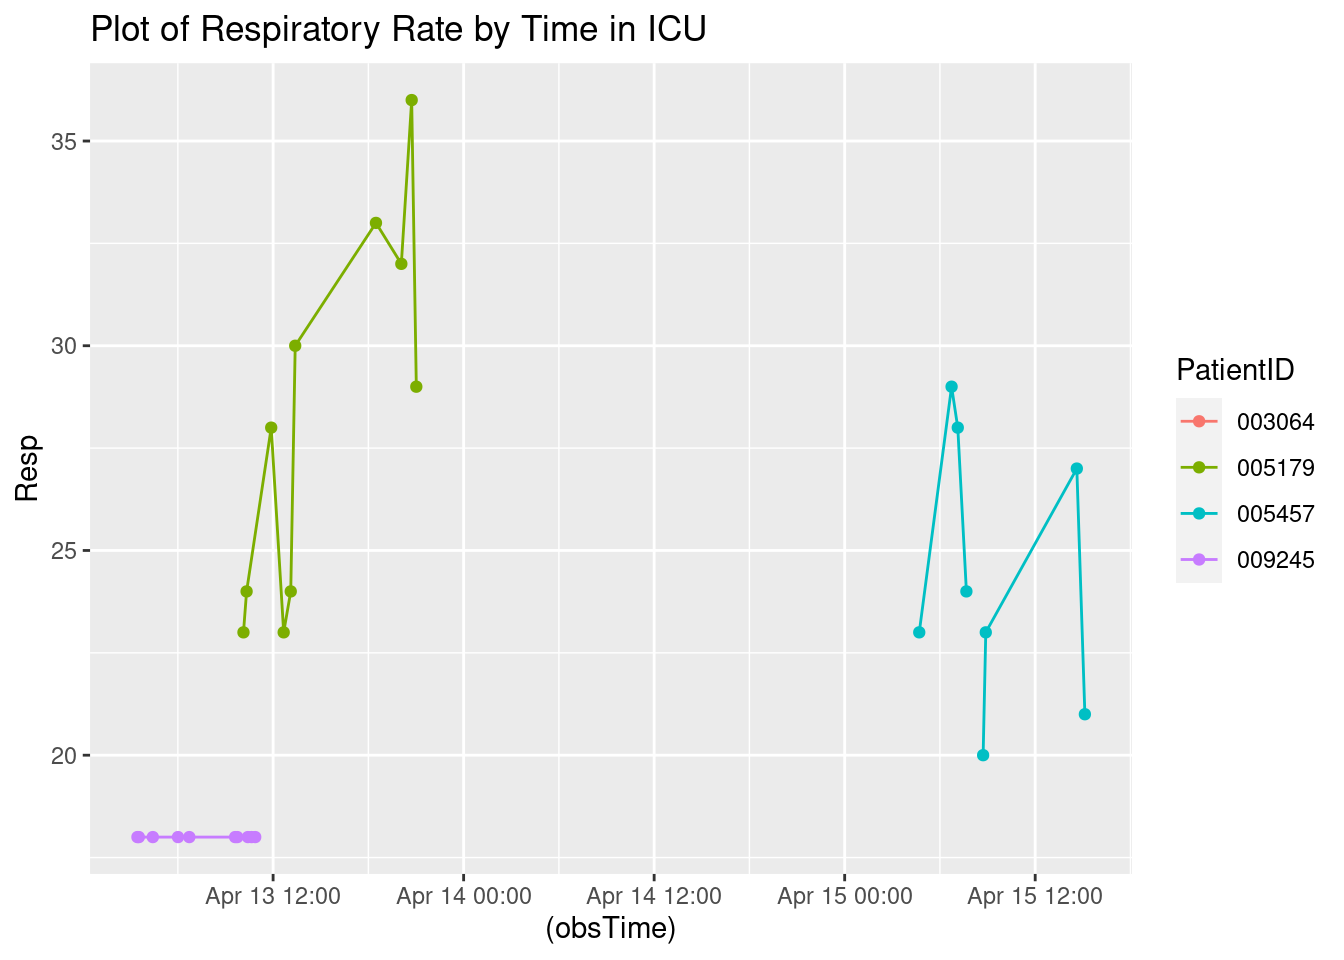 Plot of Respiratory Rate by Time in ICU
35
30
25
20
Resp
Apr 13 12:00
Apr 14 00:00
Apr 14 12:00
Apr 15 00:00
Apr 15 12:00
(obsTime)
PatientID
003064
005179
005457
009245